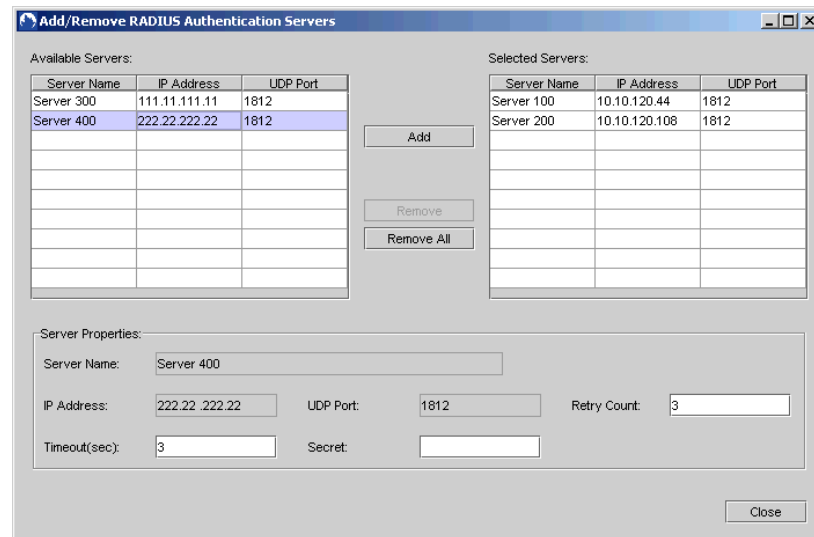 Add/Remove RADIUS Authentication Servers
Available Servers:
Server Name IP Address UDP Port
Server 300 111.11.111.11 1812
Server 400 222.22.222.22 1812
Add
Remove
Remove All
Selected Servers:
Server Name IP Address UDP Port
Server 100 10.10.120.44 1812
Server 200 10.10.120.108 1812
Server Properties:
Server Name: Server 400
IP Address: 222.22 .222.22 UDP Port: 1812 Retry Count: 3
Timeout(sec): 3 Secret:
Close